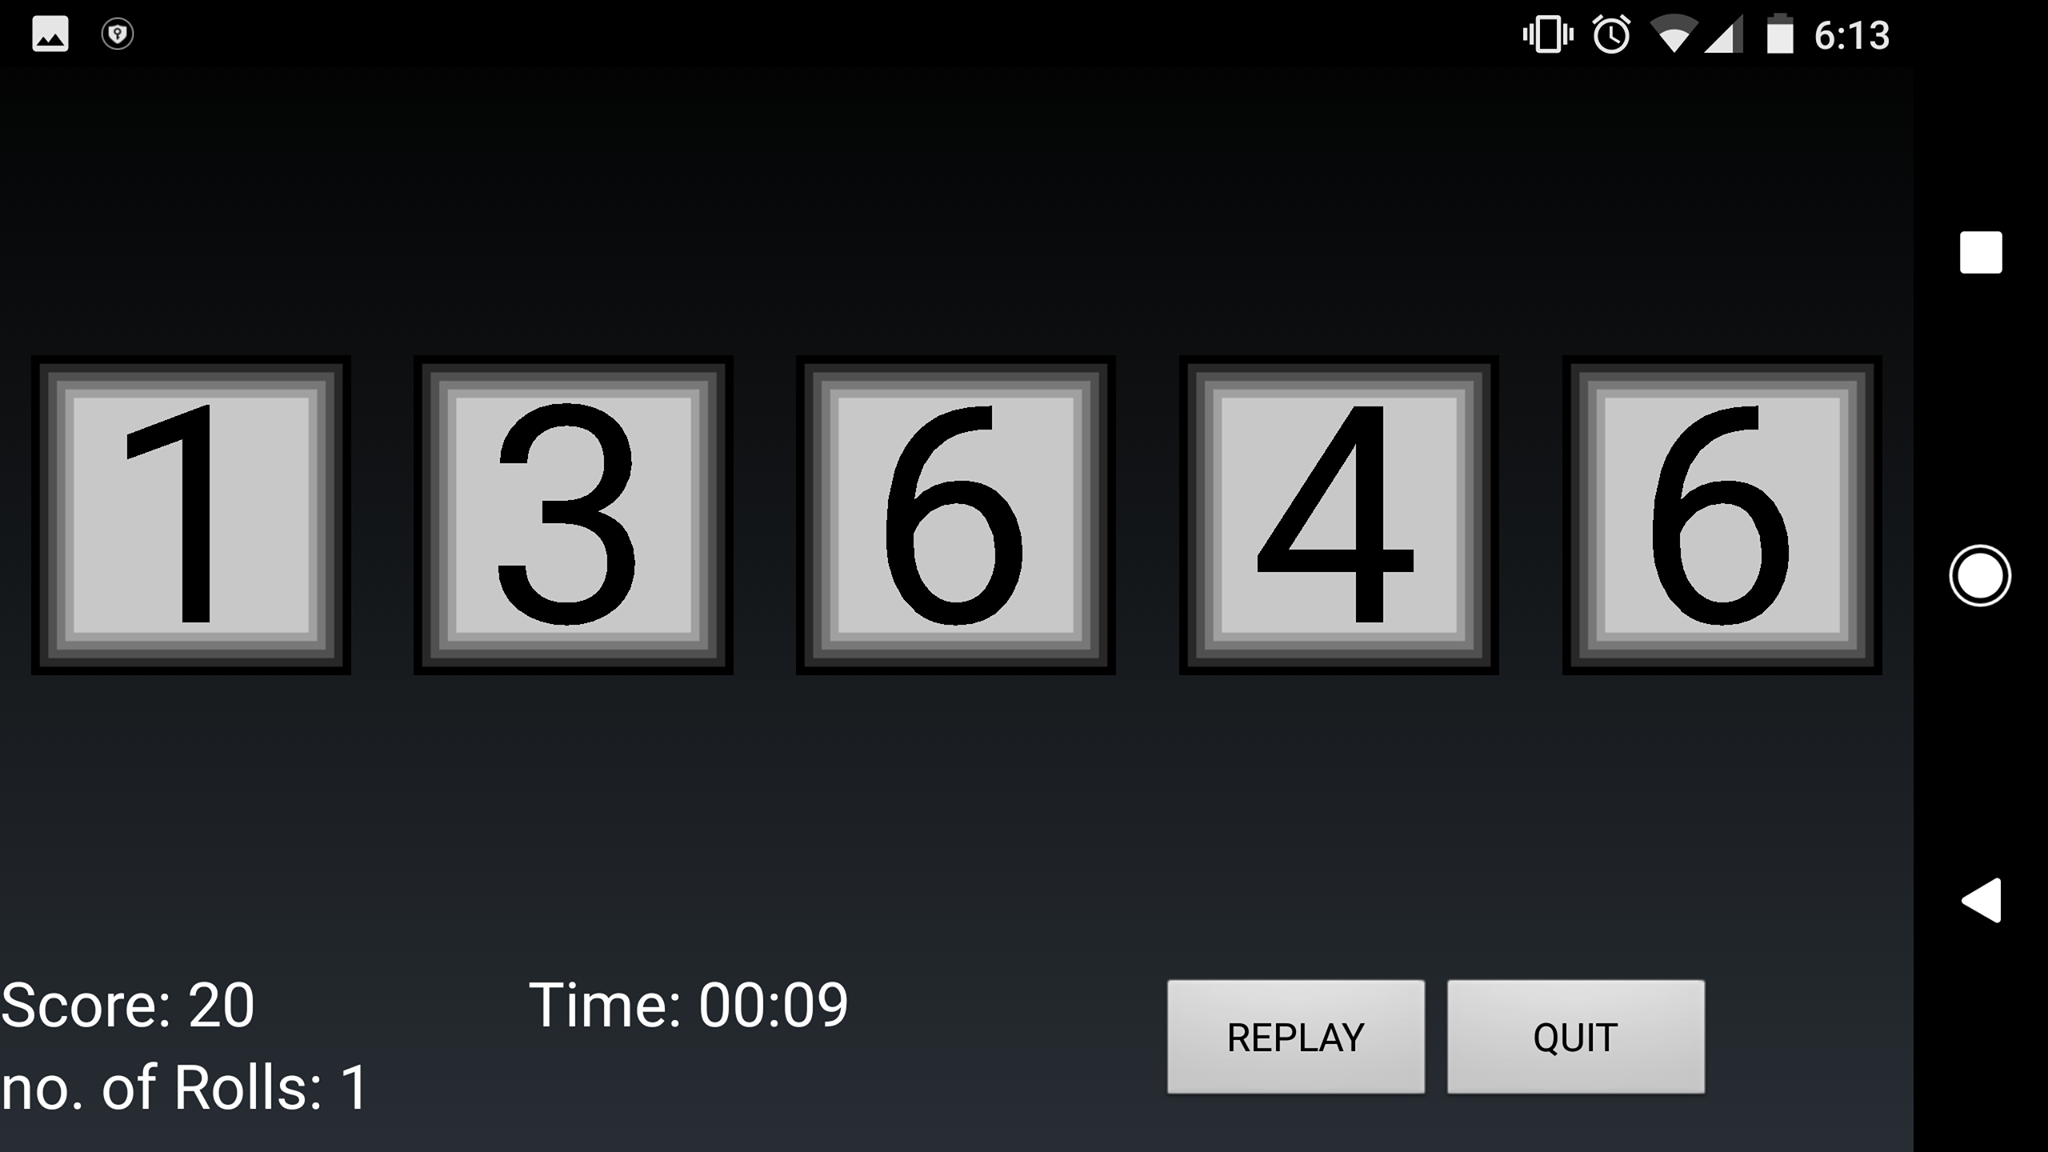 6:13
1 3 6 4 6
Score: 20 Time: 00:09 REPLAY QUIT
no. of Rolls: 1